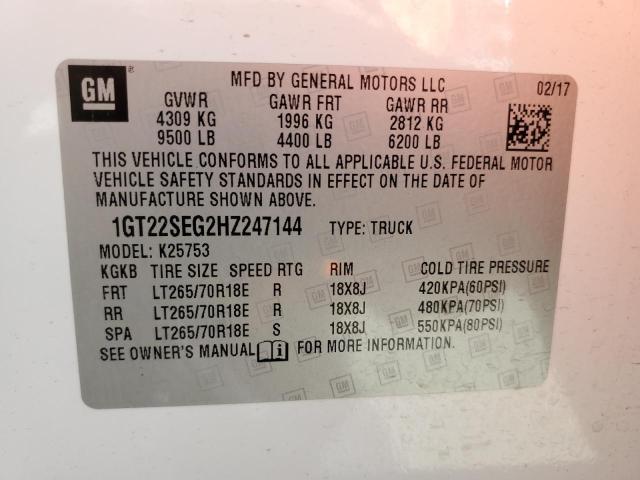 GM
MFD BY GENERAL MOTORS LLC 02/17
GVWR GAWR FRT GAWR RR
4309 KG 1996 KG 2812 KG
9500 LB 4400 LB 6200 LB
THIS VEHICLE CONFORMS TO ALL APPLICABLE U.S. FEDERAL MOTOR
VEHICLE SAFETY STANDARDS IN EFFECT ON THE DATE OF
MANUFACTURE SHOWN ABOVE.
1GT22SEG2HZ247144 TYPE: TRUCK
MODEL: K25753
KGKB TIRE SIZE SPEED RTG RIM COLD TIRE PRESSURE
FRT LT265/70R18E R 18X8J 420KPA(60PSI)
RR LT265/70R18E R 18X8J 480KPA(70PSI)
SPA LT265/70R18E S 18X8J 550KPA(80PSI)
SEE OWNER'S MANUAL FOR MORE INFORMATION.